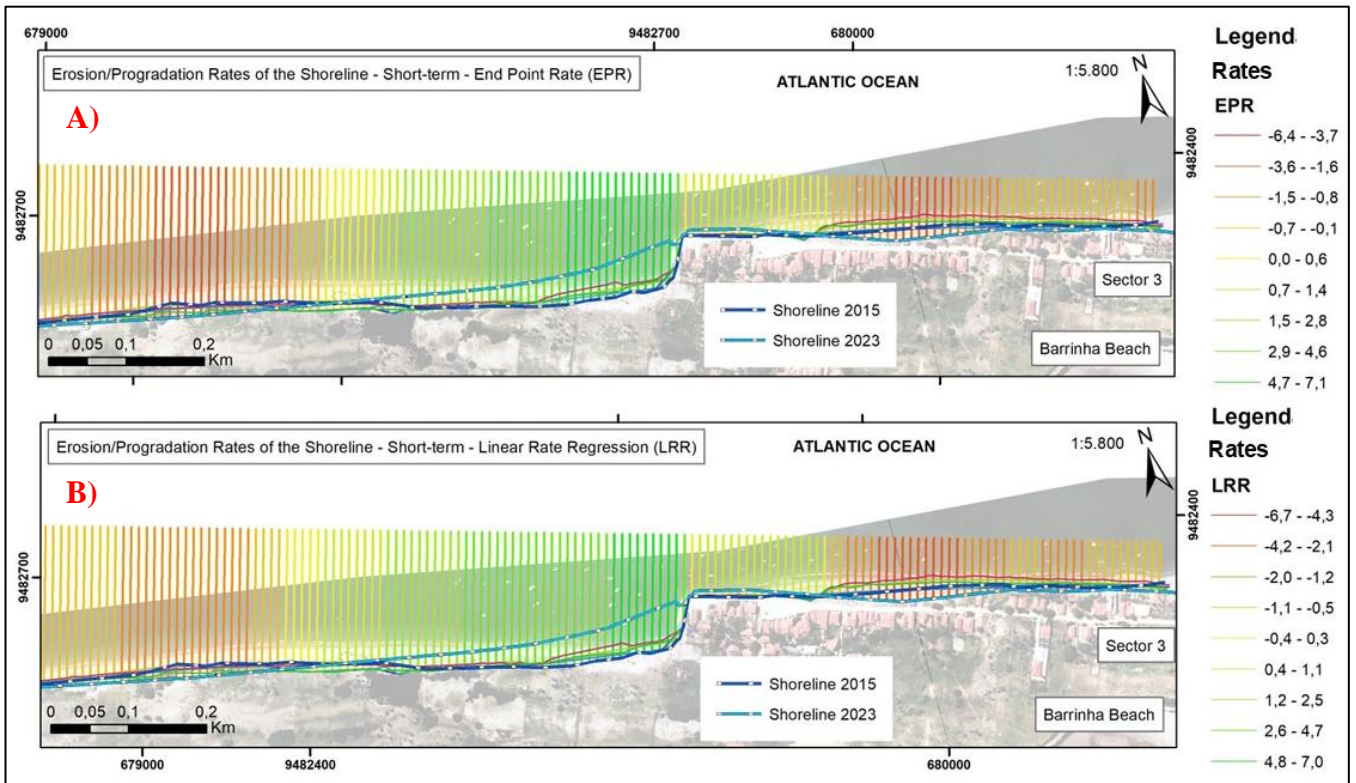 679000
9482700
680000
Erosion/Progradation Rates of the Shoreline - Short-term - End Point Rate (EPR)
ATLANTIC OCEAN
1:5.800
N
A)
9482400
9482700
Sector 3
Shoreline 2015
Shoreline 2023
Barrinha Beach
0 0,05 0,1 0,2
Km
Legend
Rates
EPR
-6,4 - -3,7
-3,6 - -1,6
-1,5 - -0,8
-0,7 - -0,1
0,0 - 0,6
0,7 - 1,4
1,5 - 2,8
2,9 - 4,6
4,7 - 7,1
Erosion/Progradation Rates of the Shoreline - Short-term - Linear Rate Regression (LRR)
ATLANTIC OCEAN
1:5.800
N
B)
9482400
9482700
Sector 3
Shoreline 2015
Shoreline 2023
Barrinha Beach
0 0,05 0,1 0,2
Km
679000
9482400
680000
Legend
Rates
LRR
-6,7 - -4,3
-4,2 - -2,1
-2,0 - -1,2
-1,1 - -0,5
-0,4 - 0,3
0,4 - 1,1
1,2 - 2,5
2,6 - 4,7
4,8 - 7,0